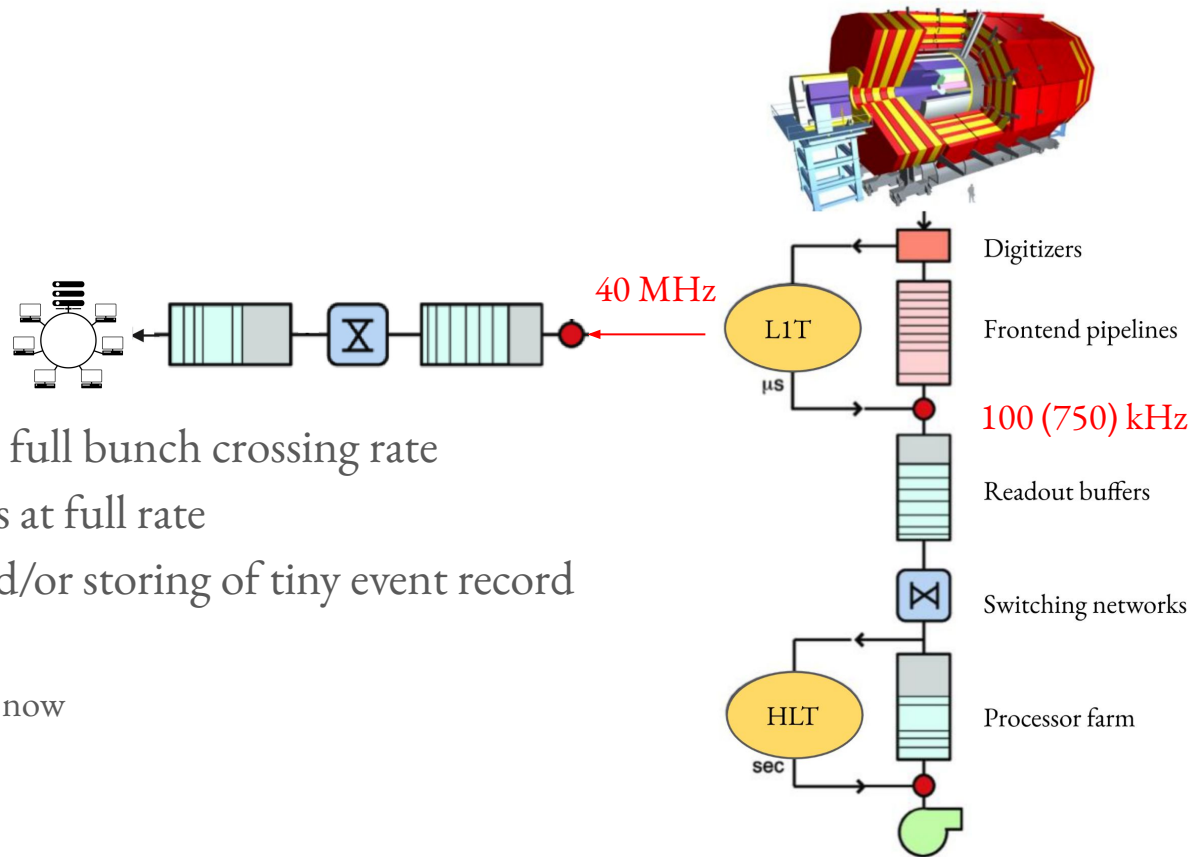 Digitizers
40 MHz
L1T
Frontend pipelines
μs
100 (750) kHz
full bunch crossing rate
Readout buffers
s at full rate
d/or storing of tiny event record
Switching networks
now
HLT
Processor farm
sec